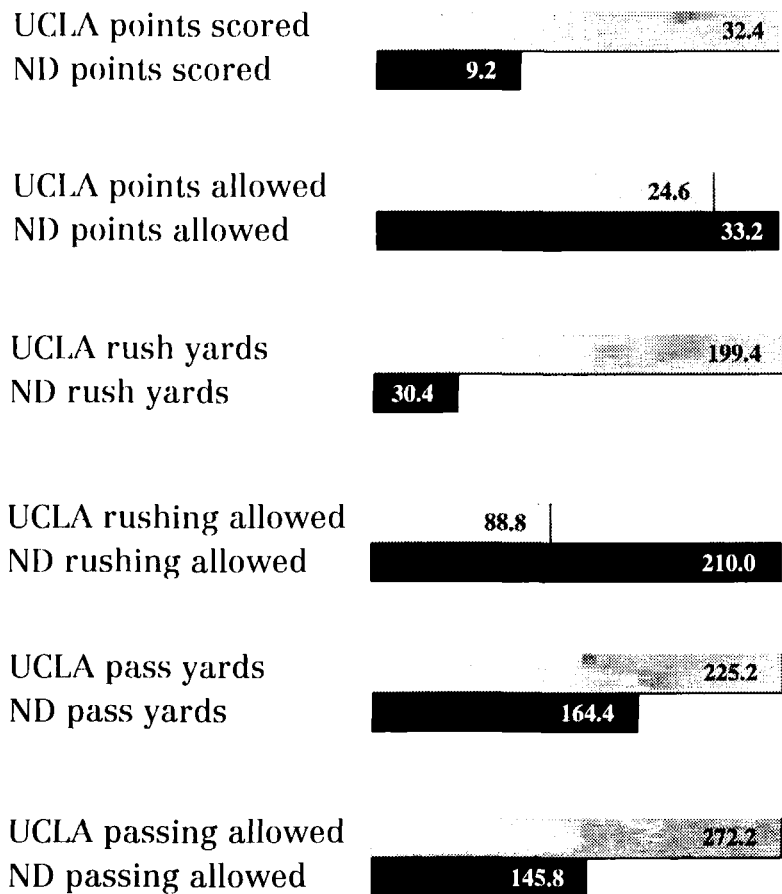 UCLA points scored 32.4
ND points scored 9.2
UCLA points allowed 24.6
ND points allowed 33.2
UCLA rush yards 199.4
ND rush yards 30.4
UCLA rushing allowed 88.8
ND rushing allowed 210.0
UCLA pass yards 225.2
ND pass yards 164.4
UCLA passing allowed 272.2
ND passing allowed 145.8